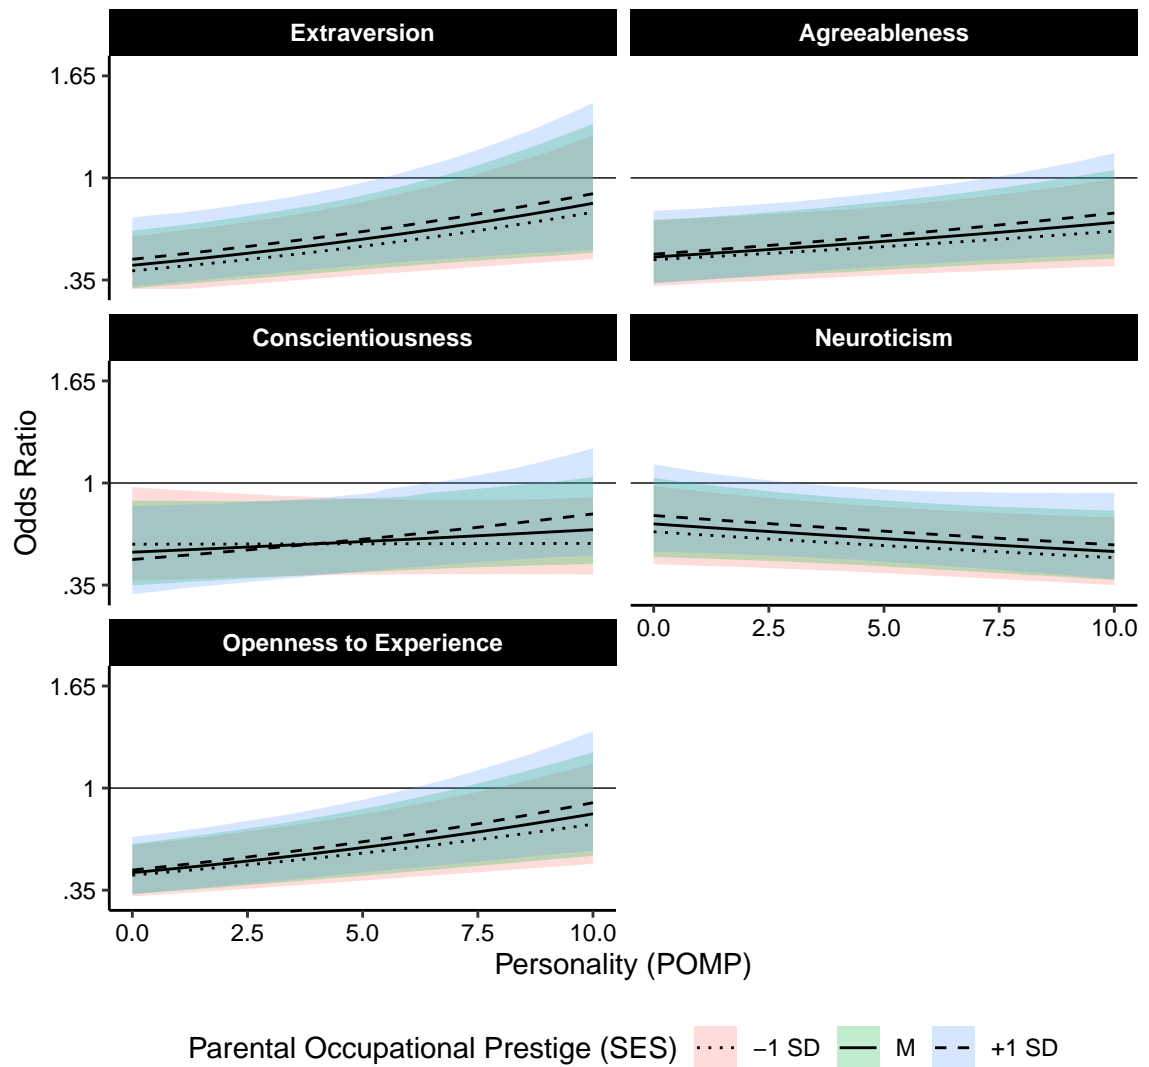 Extraversion
Agreeableness
1.65
1
.35
Conscientiousness
Neuroticism
1.65
1
.35
Odds Ratio
0.0 2.5 5.0 7.5 10.0
Openness to Experience
1.65
1
.35
0.0 2.5 5.0 7.5 10.0
Personality (POMP)
Parental Occupational Prestige (SES) −1 SD M +1 SD